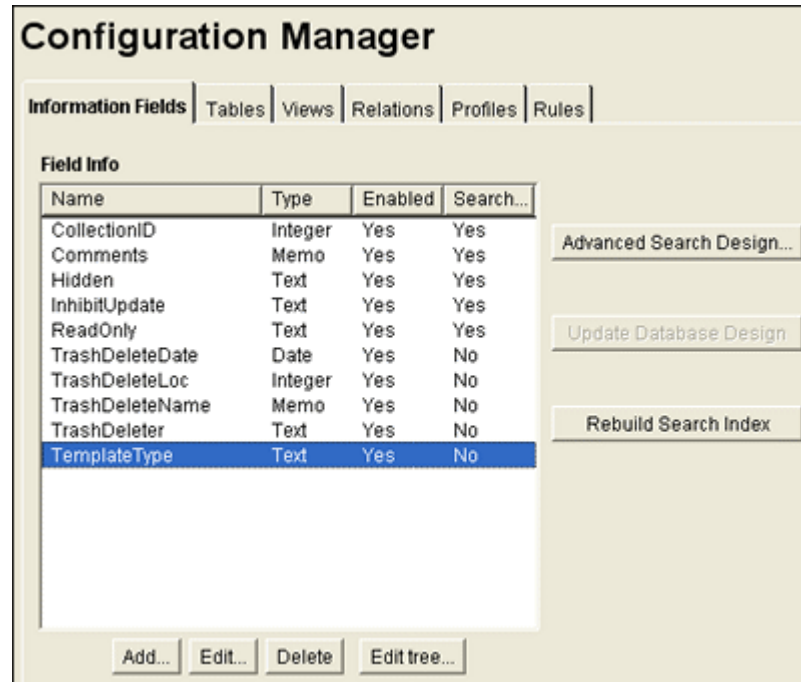 Configuration Manager
Information Fields Tables Views Relations Profiles Rules
Field Info
Name Type Enabled Search...
CollectionID Integer Yes Yes
Comments Memo Yes Yes
Hidden Text Yes Yes
InhibitUpdate Text Yes Yes
ReadOnly Text Yes Yes
TrashDeleteDate Date Yes No
TrashDeleteLoc Integer Yes No
TrashDeleteName Memo Yes No
TrashDeleter Text Yes No
TemplateType Text Yes No
Advanced Search Design...
Update Database Design
Rebuild Search Index
Add... Edit... Delete Edit tree...